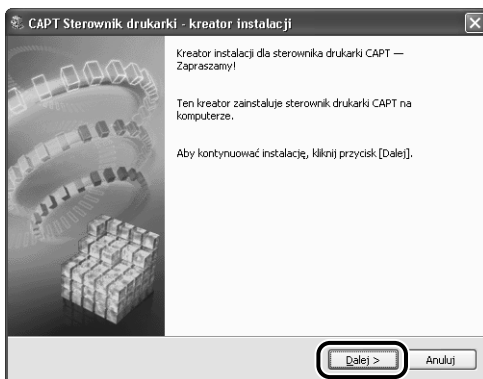 CAPT Sterownik drukarki - kreator instalacji
Kreator instalacji dla sterownika drukarki CAPT —
Zapraszamy!
Ten kreator zainstaluje sterownik drukarki CAPT na
komputerze.
Aby kontynuować instalację, kliknij przycisk [Dalej].
Dalej >
Anuluj